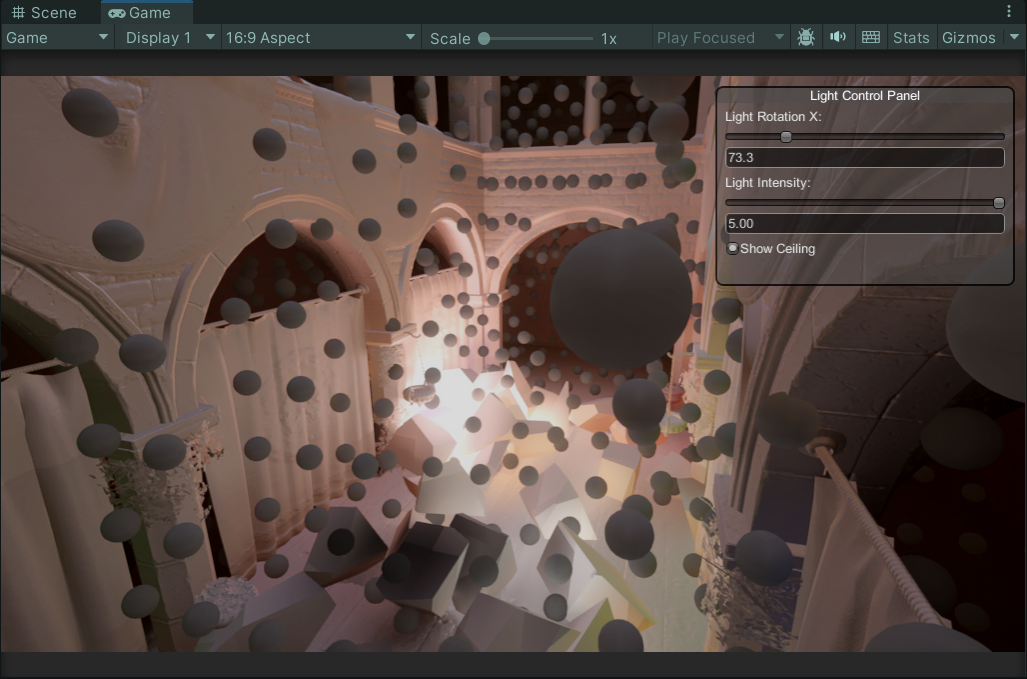 Scene Game
Game Display 1 16:9 Aspect Scale 1x Play Focused Stats Gizmos
Light Control Panel
Light Rotation X:
73.3
Light Intensity:
5.00
Show Ceiling